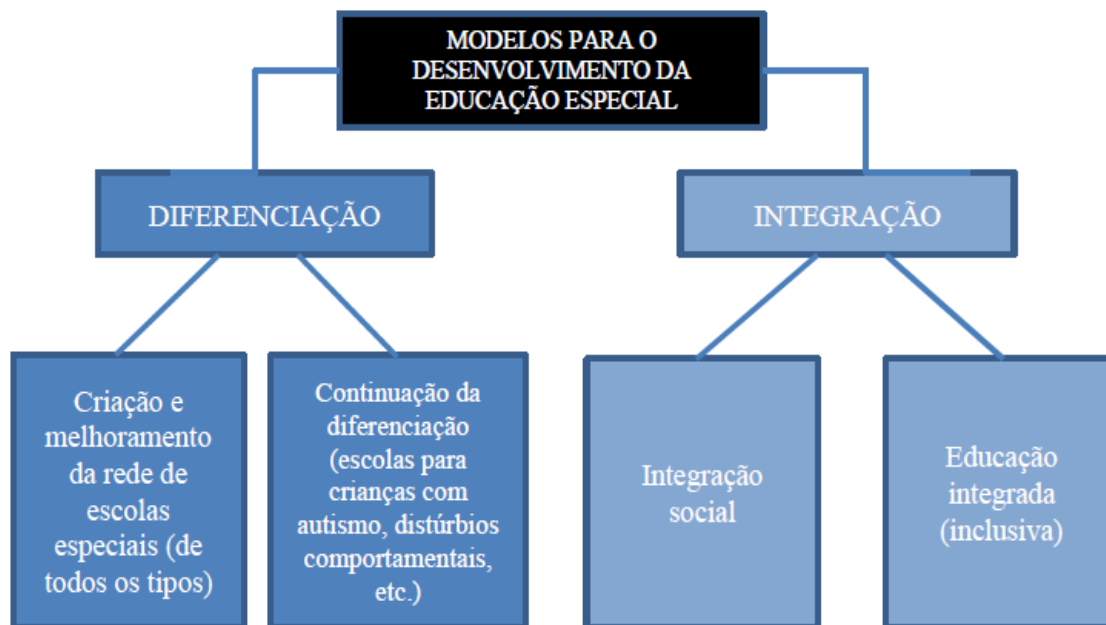 MODELOS PARA O
DESENVOLVIMENTO DA
EDUCAÇÃO ESPECIAL
DIFERENCIAÇÃO
INTEGRAÇÃO
Criação e
melhoramento
da rede de
escolas
especiais (de
todos os tipos)
Continuação da
diferenciação
(escolas para
crianças com
autismo, distúrbios
comportamentais,
etc.)
Integração
social
Educação
integrada
(inclusiva)